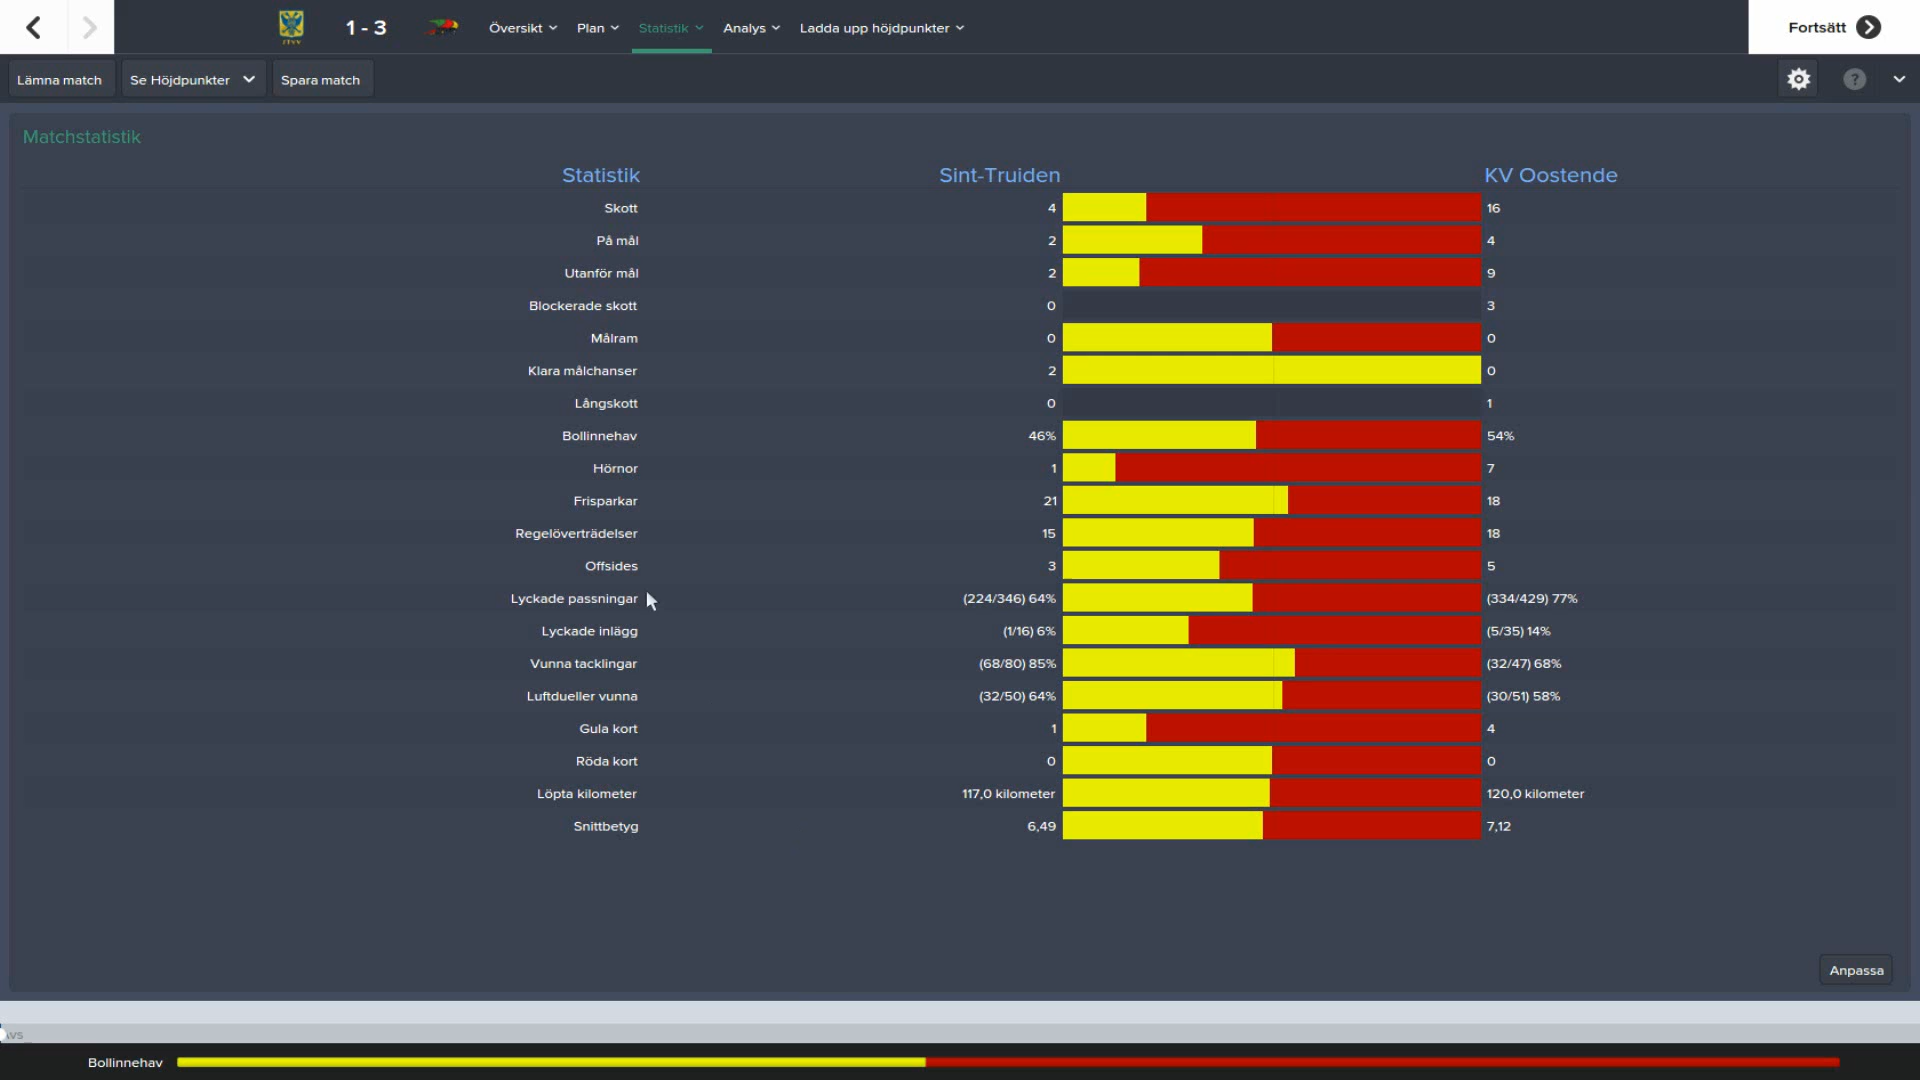 1 - 3
Översikt
Plan
Statistik
Analys
Ladda upp höjdpunkter
Fortsätt
Lämna match
Se Höjdpunkter
Spara match
?
Matchstatistik
Statistik Sint-Truiden KV Oostende
Skott 4 16
På mål 2 4
Utanför mål 2 9
Blockerade skott 0 3
Målram 0 0
Klara målchanser 2 0
Långskott 0 1
Bollinnehav 46% 54%
Hörnor 1 7
Frisparkar 21 18
Regelöverträdelser 15 18
Offsides 3 5
Lyckade passningar (224/346) 64% (334/429) 77%
Lyckade inlägg (1/16) 6% (5/35) 14%
Vunna tacklingar (68/80) 85% (32/47) 68%
Luftdueller vunna (32/50) 64% (30/51) 58%
Gula kort 1 4
Röda kort 0 0
Löpta kilometer 117,0 kilometer 120,0 kilometer
Snittbetyg 6,49 7,12
Anpassa
Bollinnehav